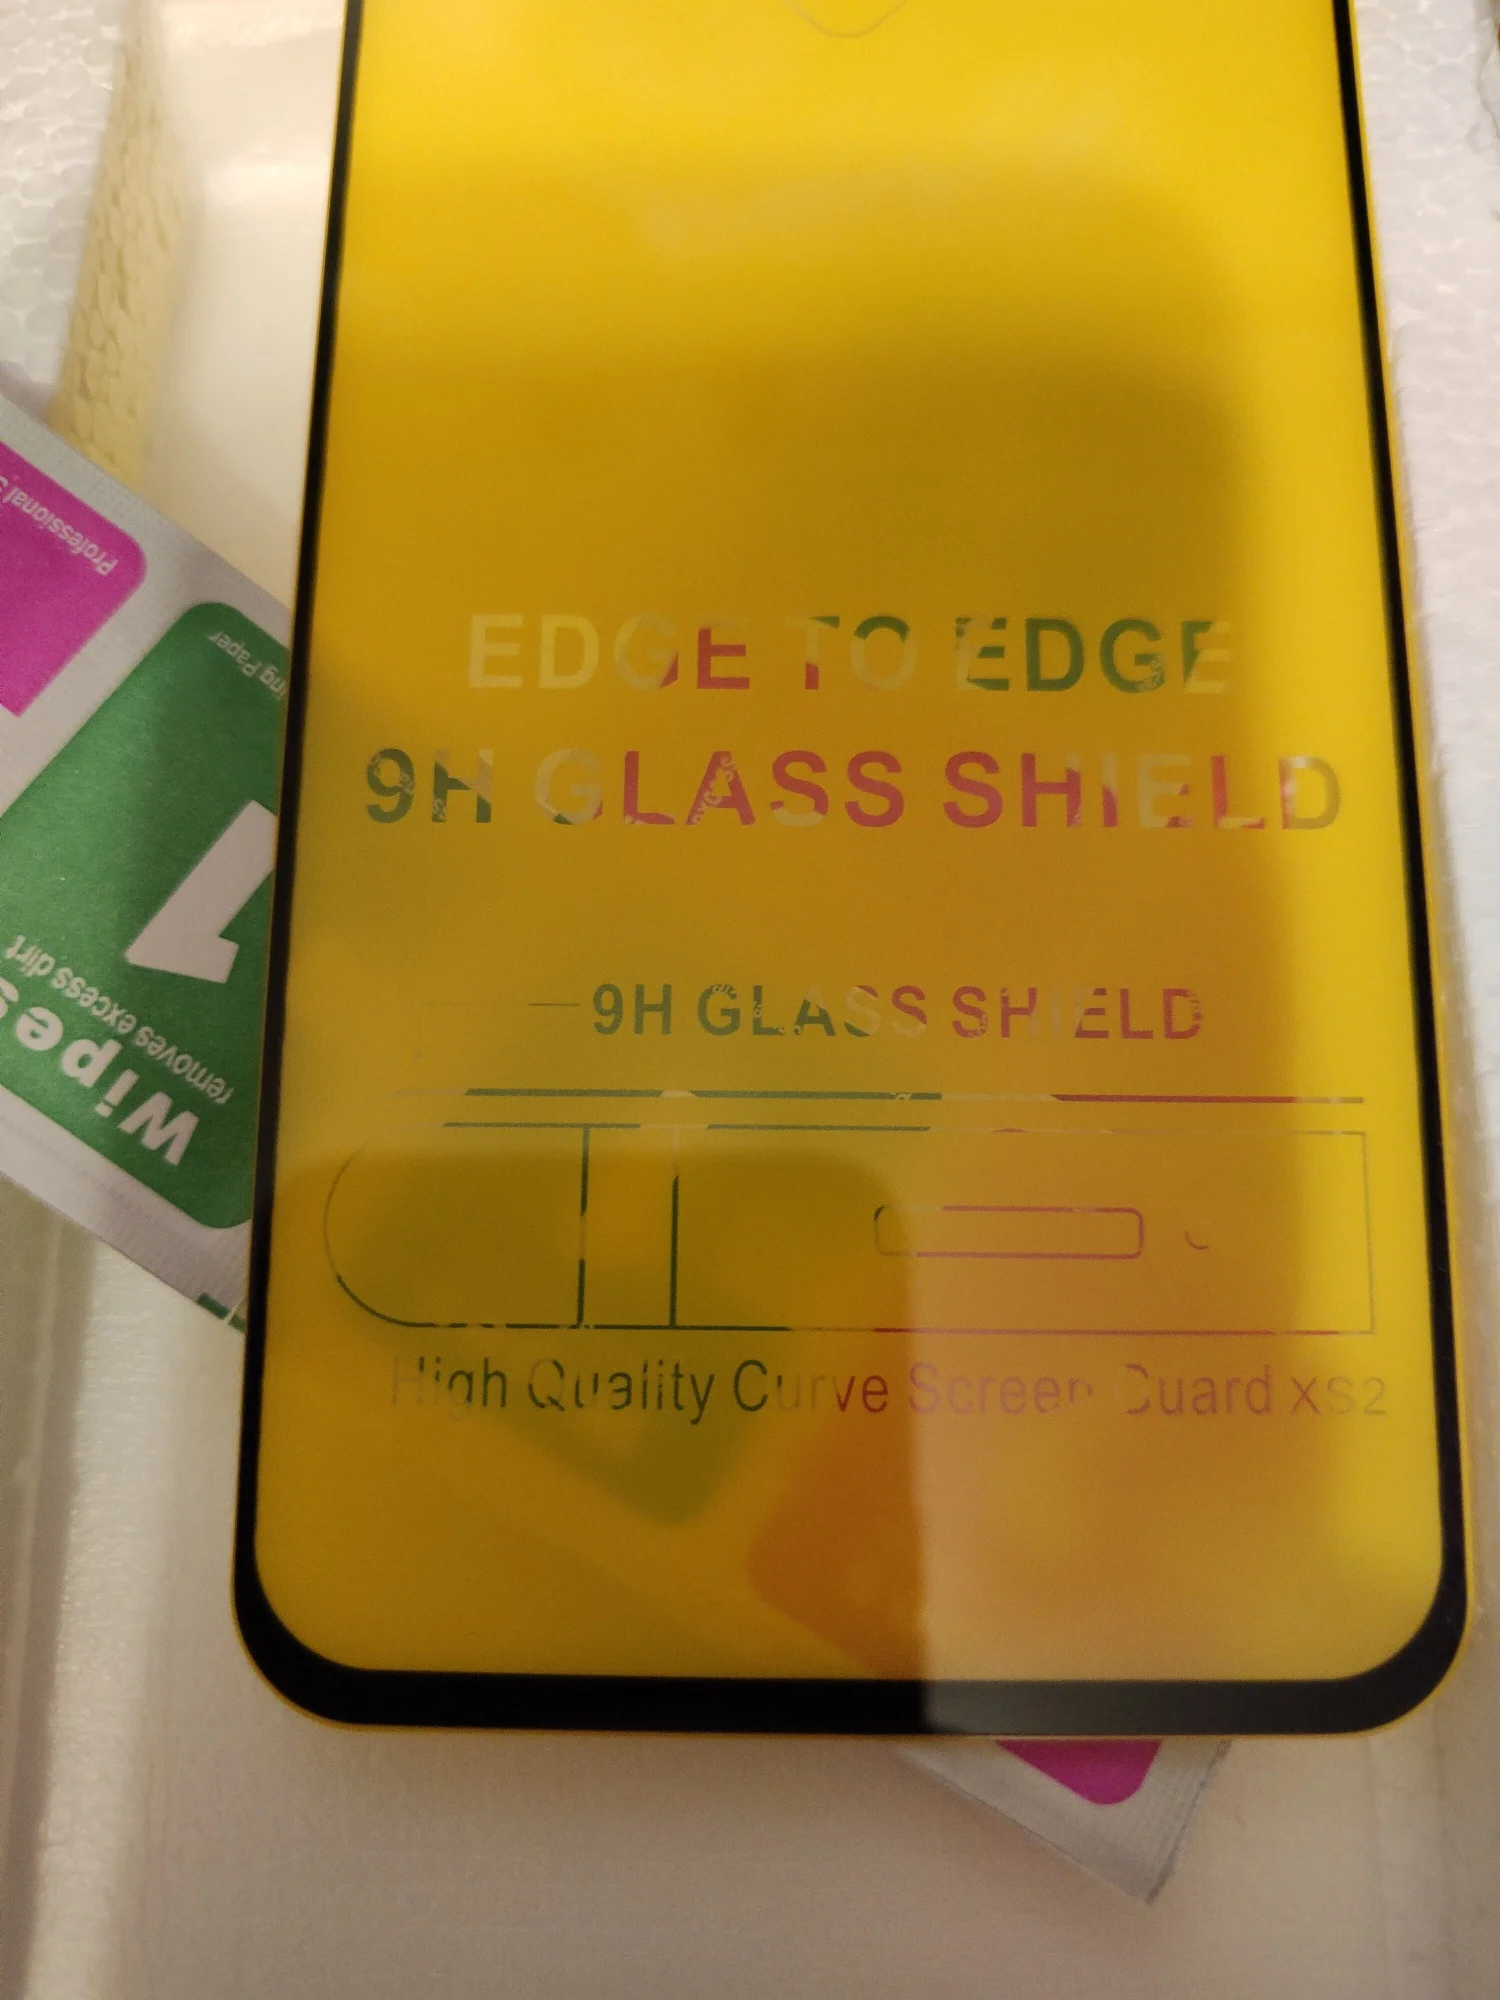 EDGE TO EDGE
9H GLASS SHIELD
9H GLASS SHIELD
High Quality Curve Screen Guard XS2
Professional
ing Paper
1
Wipes
removes excess dirt